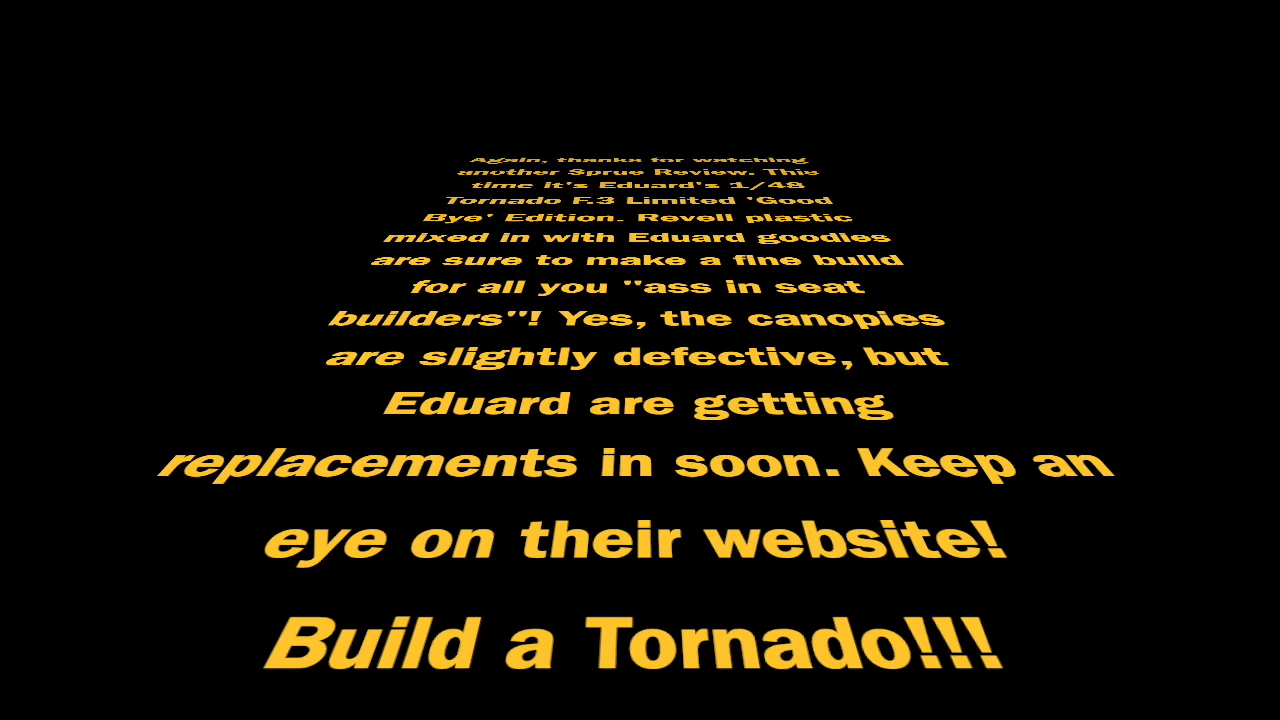 Again, thanks for watching
another Sprue Review. This
time it's Eduard's 1/48
Tornado F.3 Limited 'Good
Bye' Edition. Revell plastic
mixed in with Eduard goodies
are sure to make a fine build
for all you "ass in seat
builders"! Yes, the canopies
are slightly defective, but
Eduard are getting
replacements in soon. Keep an
eye on their website!
Build a Tornado!!!